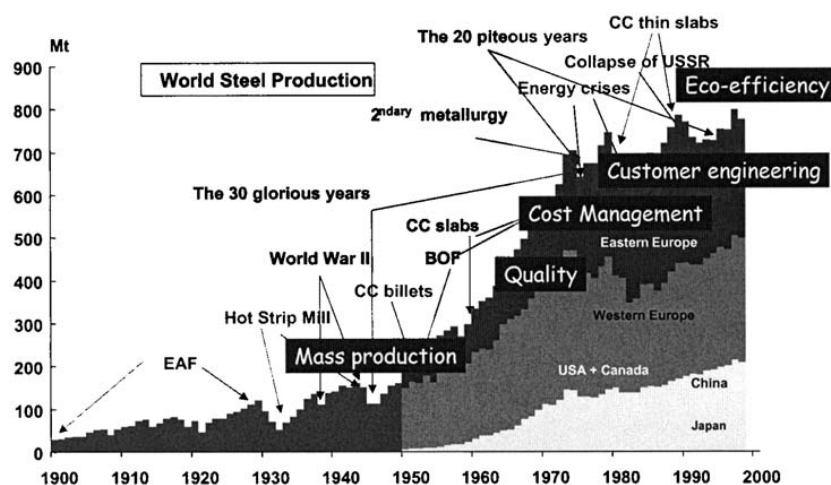 Mt
World Steel Production
900
800
700
600
500
400
300
200
100
0
1900
1910
1920
1930
1940
1950
1960
1970
1980
1990
2000
CC thin slabs
The 20 piteous years
Collapse of USSR
Energy crises
Eco-efficiency
2ndary metallurgy
Customer engineering
The 30 glorious years
Cost Management
CC slabs
World War II
BOF
Eastern Europe
Quality
CC billets
Western Europe
Hot Strip Mill
Mass production
EAF
USA + Canada
China
Japan